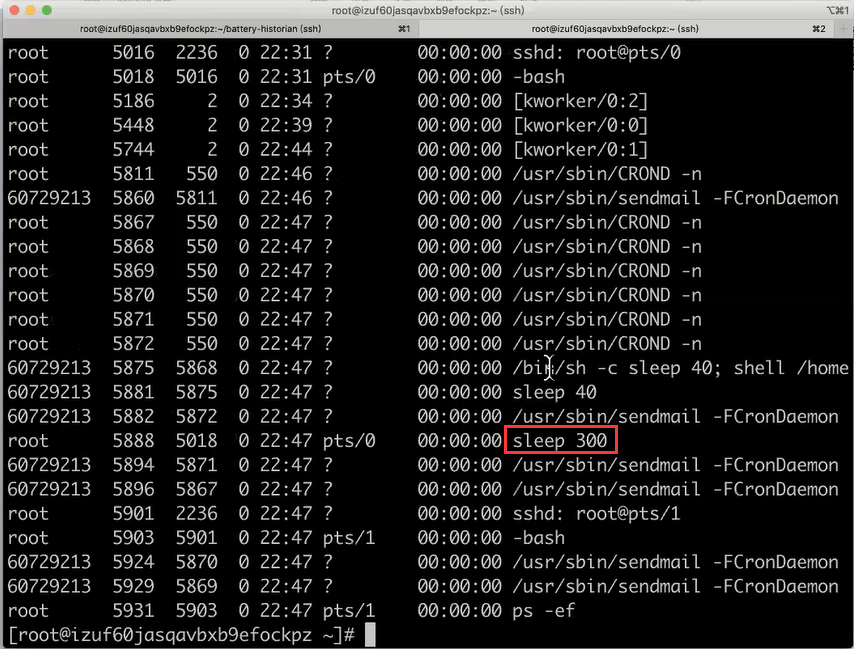 root@izuf60jasqavbxb9efockpz:~ (ssh) ⌥⌘1
root@izuf60jasqavbxb9efockpz:~/battery-historian (ssh) ⌘1 root@izuf60jasqavbxb9efockpz:~ (ssh) ⌘2
root 5016 2236 0 22:31 ? 00:00:00 sshd: root@pts/0
root 5018 5016 0 22:31 pts/0 00:00:00 -bash
root 5186 2 0 22:34 ? 00:00:00 [kworker/0:2]
root 5448 2 0 22:39 ? 00:00:00 [kworker/0:0]
root 5744 2 0 22:44 ? 00:00:00 [kworker/0:1]
root 5811 550 0 22:46 ? 00:00:00 /usr/sbin/CROND -n
60729213 5860 5811 0 22:46 ? 00:00:00 /usr/sbin/sendmail -FCronDaemon
root 5867 550 0 22:47 ? 00:00:00 /usr/sbin/CROND -n
root 5868 550 0 22:47 ? 00:00:00 /usr/sbin/CROND -n
root 5869 550 0 22:47 ? 00:00:00 /usr/sbin/CROND -n
root 5870 550 0 22:47 ? 00:00:00 /usr/sbin/CROND -n
root 5871 550 0 22:47 ? 00:00:00 /usr/sbin/CROND -n
root 5872 550 0 22:47 ? 00:00:00 /usr/sbin/CROND -n
60729213 5875 5868 0 22:47 ? 00:00:00 /bin/sh -c sleep 40; shell /home
60729213 5881 5875 0 22:47 ? 00:00:00 sleep 40
60729213 5882 5872 0 22:47 ? 00:00:00 /usr/sbin/sendmail -FCronDaemon
root 5888 5018 0 22:47 pts/0 00:00:00 sleep 300
60729213 5894 5871 0 22:47 ? 00:00:00 /usr/sbin/sendmail -FCronDaemon
60729213 5896 5867 0 22:47 ? 00:00:00 /usr/sbin/sendmail -FCronDaemon
root 5901 2236 0 22:47 ? 00:00:00 sshd: root@pts/1
root 5903 5901 0 22:47 pts/1 00:00:00 -bash
60729213 5924 5870 0 22:47 ? 00:00:00 /usr/sbin/sendmail -FCronDaemon
60729213 5929 5869 0 22:47 ? 00:00:00 /usr/sbin/sendmail -FCronDaemon
root 5931 5903 0 22:47 pts/1 00:00:00 ps -ef
[root@izuf60jasqavbxb9efockpz ~]#